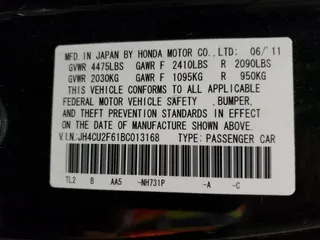 MFD. IN JAPAN BY HONDA MOTOR CO.,LTD: 06/11
GVWR 4475LBS GAWR F 2410LBS R 2090LBS
GVWR 2030KG GAWR F 1095KG R 950KG
THIS VEHICLE CONFORMS TO ALL APPLICABLE
FEDERAL MOTOR VEHICLE SAFETY ,BUMPER,
AND THEFT PREVENTION STANDARDS IN EFFECT
ON THE DATE OF MANUFACTURE SHOWN ABOVE.
V.I.N:JH4CU2F61BC013168 TYPE: PASSENGER CAR
TL2 B AA5 -NH731P -A -C